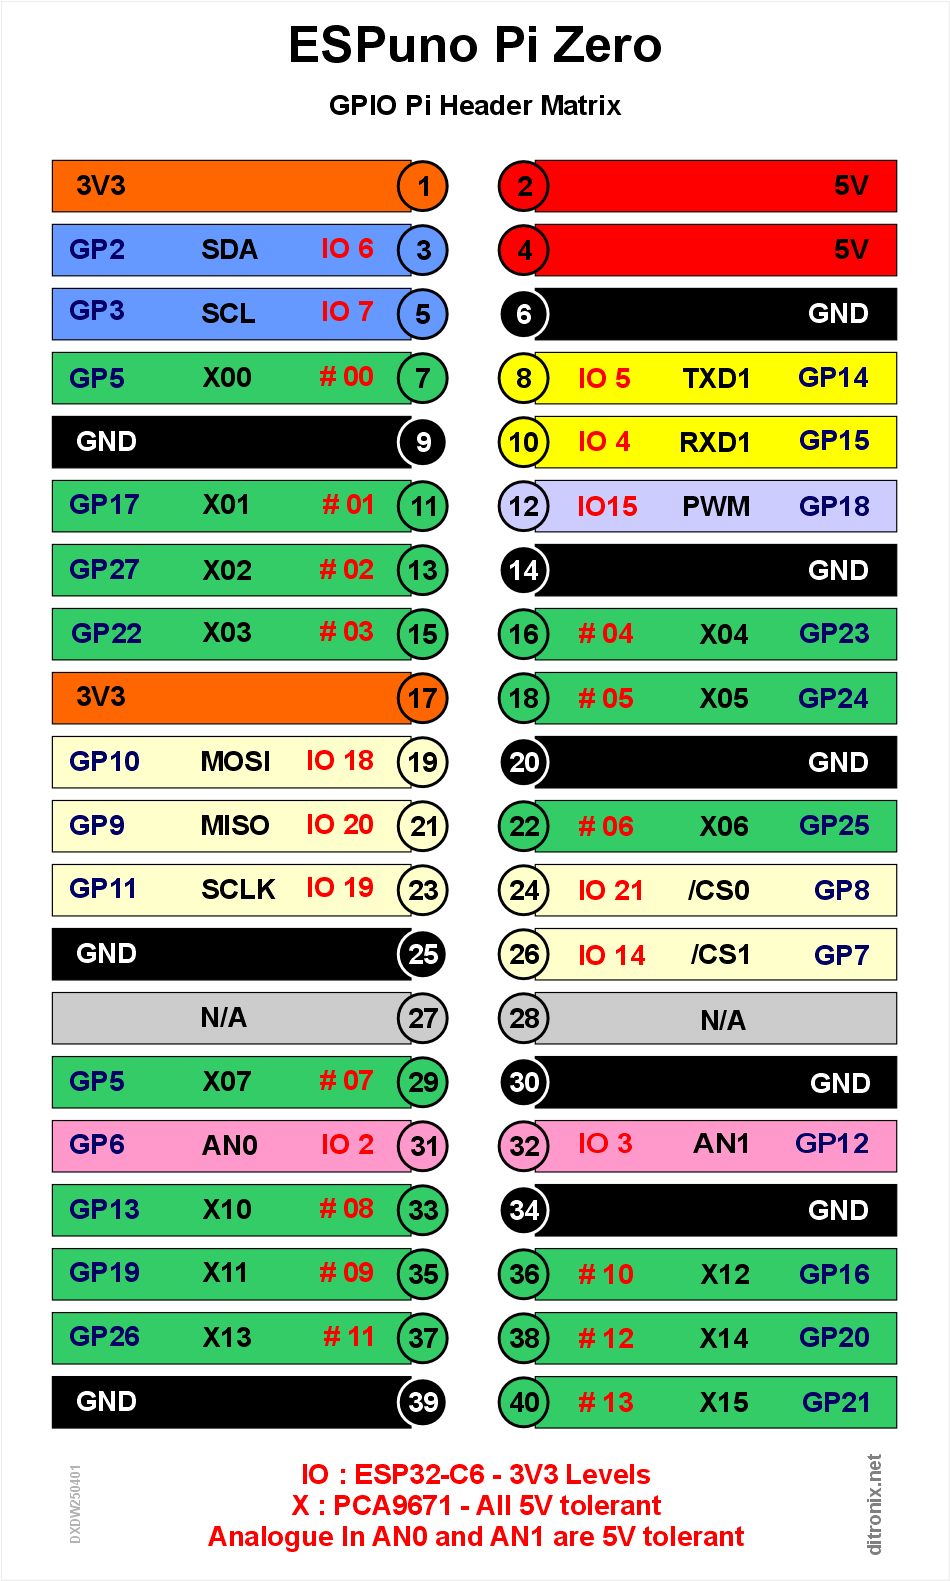 ESPuno Pi Zero
GPIO Pi Header Matrix
3V3 1 2 5V
GP2 SDA IO 6 3 4 5V
GP3 SCL IO 7 5 6 GND
GP5 X00 # 00 7 8 IO 5 TXD1 GP14
GND 9 10 IO 4 RXD1 GP15
GP17 X01 # 01 11 12 IO15 PWM GP18
GP27 X02 # 02 13 14 GND
GP22 X03 # 03 15 16 # 04 X04 GP23
3V3 17 18 # 05 X05 GP24
GP10 MOSI IO 18 19 20 GND
GP9 MISO IO 20 21 22 # 06 X06 GP25
GP11 SCLK IO 19 23 24 IO 21 /CS0 GP8
GND 25 26 IO 14 /CS1 GP7
N/A 27 28 N/A
GP5 X07 # 07 29 30 GND
GP6 AN0 IO 2 31 32 IO 3 AN1 GP12
GP13 X10 # 08 33 34 GND
GP19 X11 # 09 35 36 # 10 X12 GP16
GP26 X13 # 11 37 38 # 12 X14 GP20
GND 39 40 # 13 X15 GP21
IO : ESP32-C6 - 3V3 Levels
X : PCA9671 - All 5V tolerant
Analogue In AN0 and AN1 are 5V tolerant
DXDW250401
ditronix.net